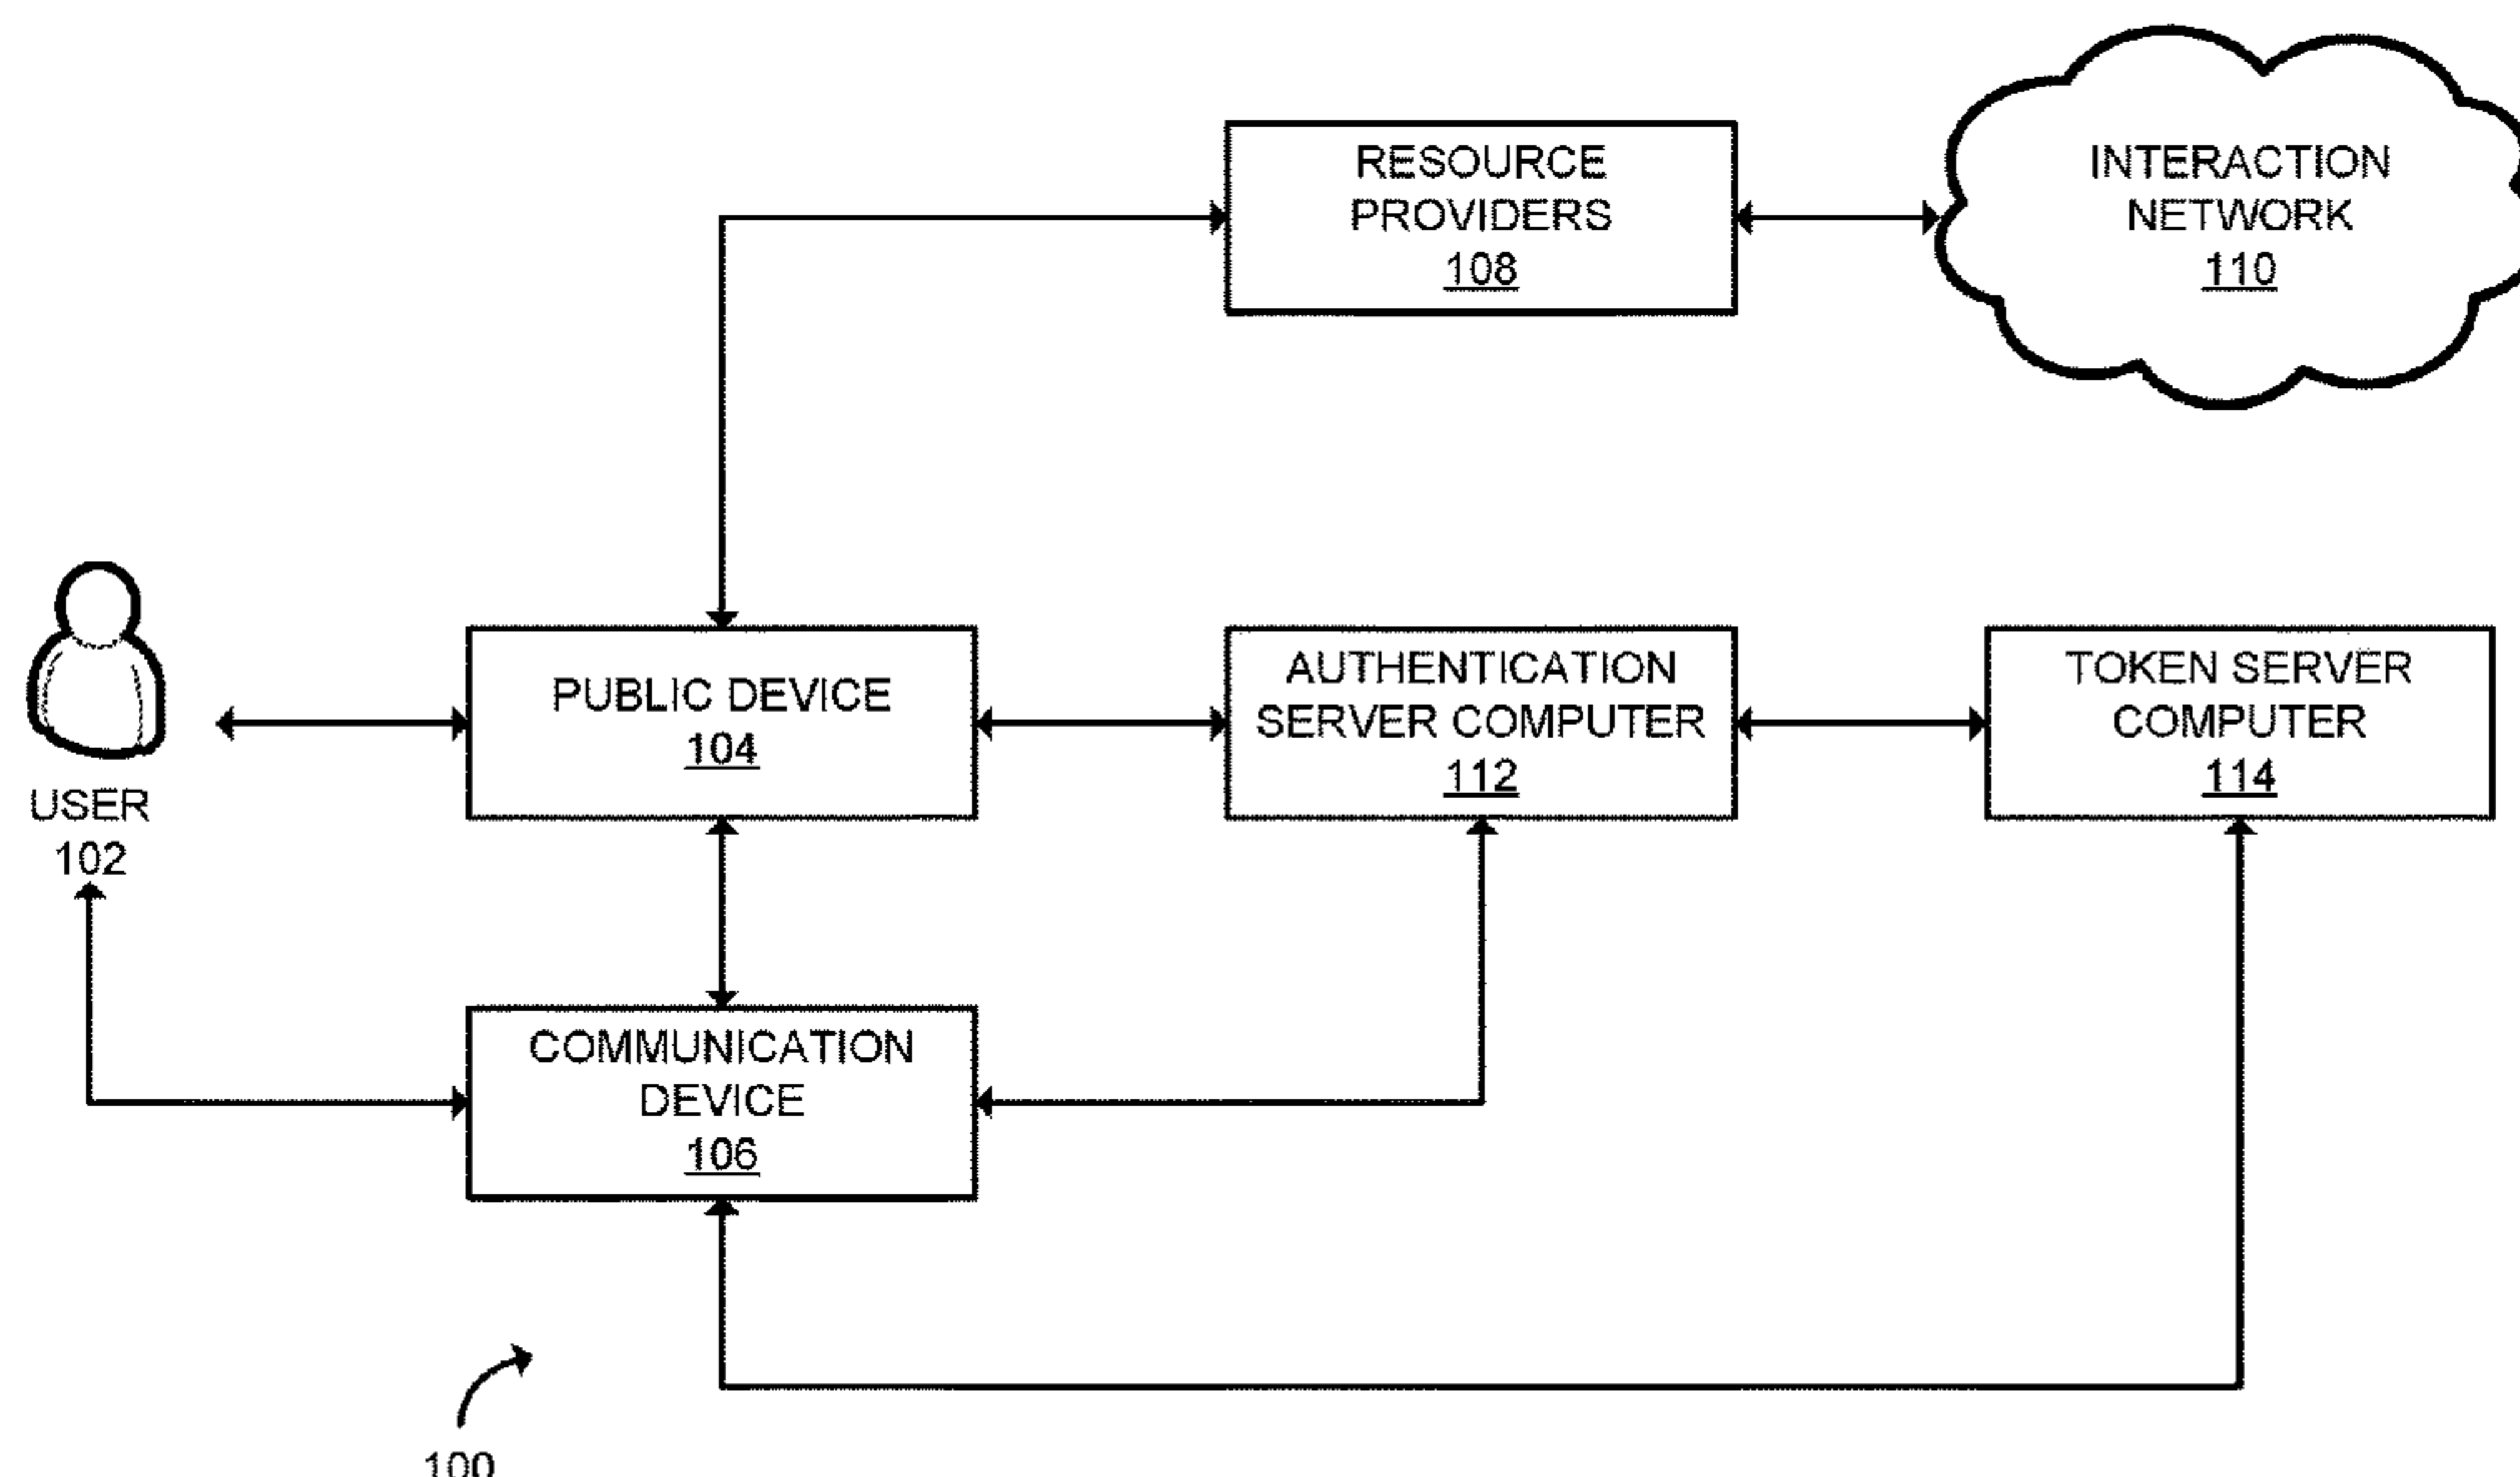 RESOURCE
PROVIDERS
108
INTERACTION
NETWORK
110
USER
102
PUBLIC DEVICE
104
AUTHENTICATION
SERVER COMPUTER
112
TOKEN SERVER
COMPUTER
114
COMMUNICATION
DEVICE
106
100